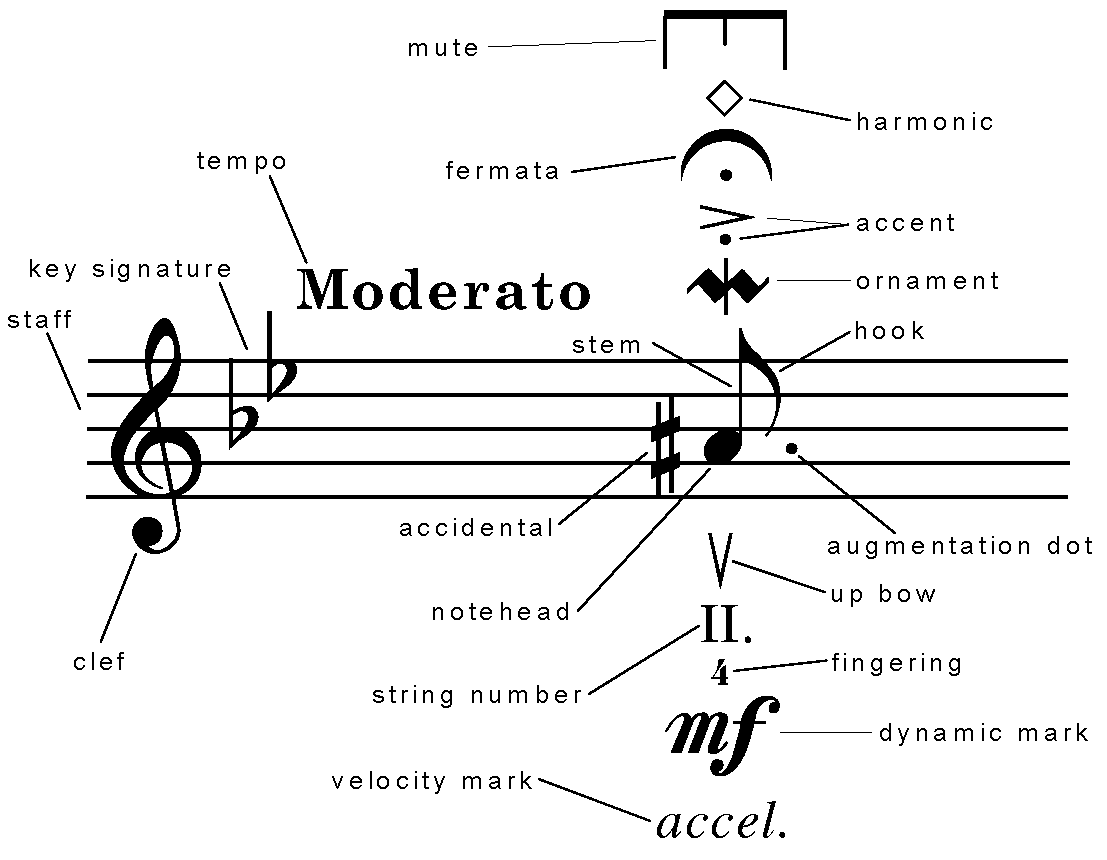 mute
harmonic
tempo
fermata
accent
key signature
Moderato
ornament
staff
stem
hook
accidental
augmentation dot
up bow
notehead
II.
clef
4
fingering
string number
mf
dynamic mark
velocity mark
accel.